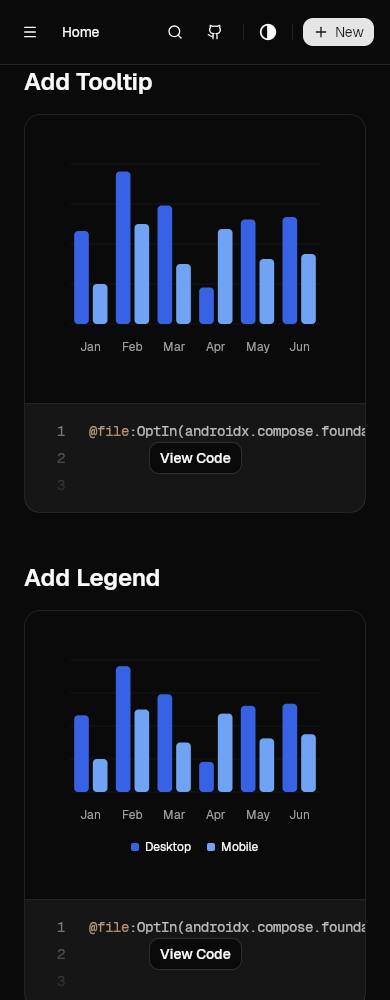 Home
New
Add Tooltip
Jan Feb Mar Apr May Jun
1 @file:OptIn(androidx.compose.founda
2
View Code
3
Add Legend
Jan Feb Mar Apr May Jun
Desktop Mobile
1 @file:OptIn(androidx.compose.founda
2
View Code
3